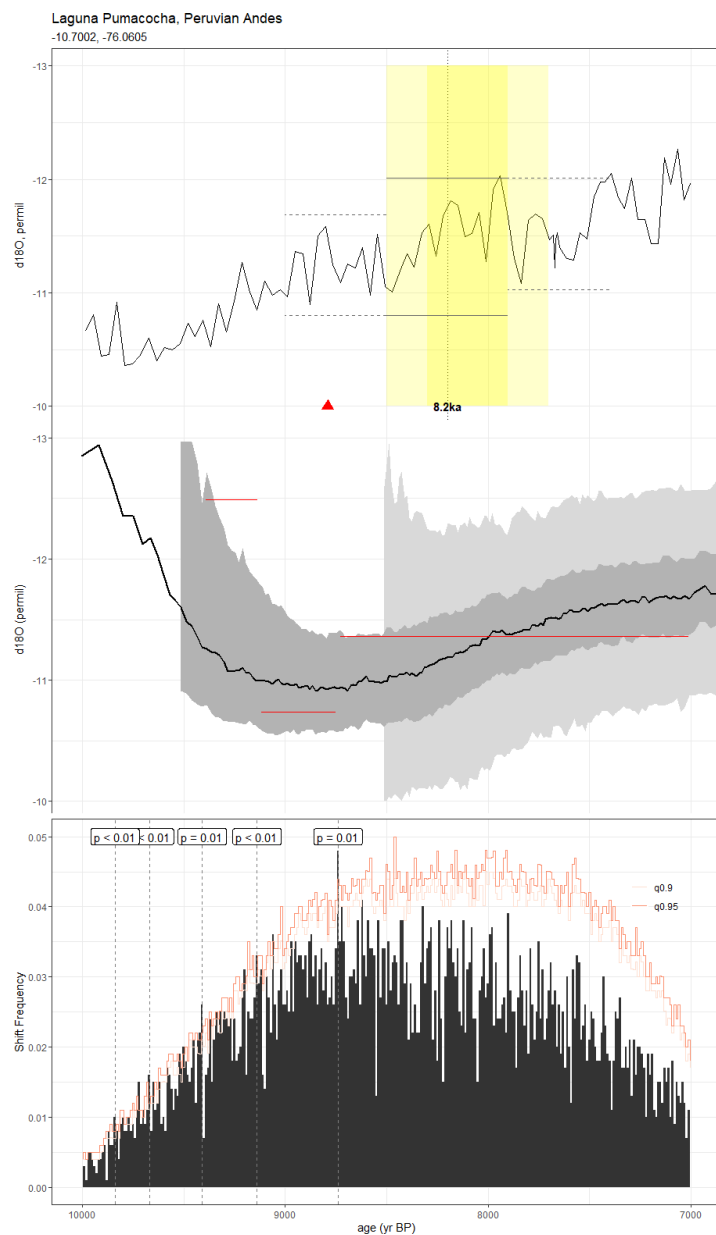 Laguna Pumacocha, Peruvian Andes
-10.7002, -76.0605
-13
-12
-11
-10
d18O, permil
8.2ka
-13
-12
-11
-10
d18O (permil)
p < 0.01
< 0.01
p = 0.01
p < 0.01
p = 0.01
0.05
0.04
0.03
0.02
0.01
0.00
Shift Frequency
q0.9
q0.95
10000
9000
8000
7000
age (yr BP)